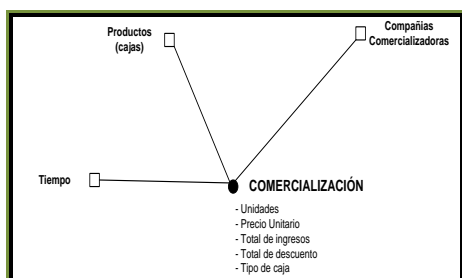 Productos
(cajas)
Compañias
Comercializadoras
Tiempo
COMERCIALIZACIÓN
- Unidades
- Precio Unitario
- Total de ingresos
- Total de descuento
- Tipo de caja